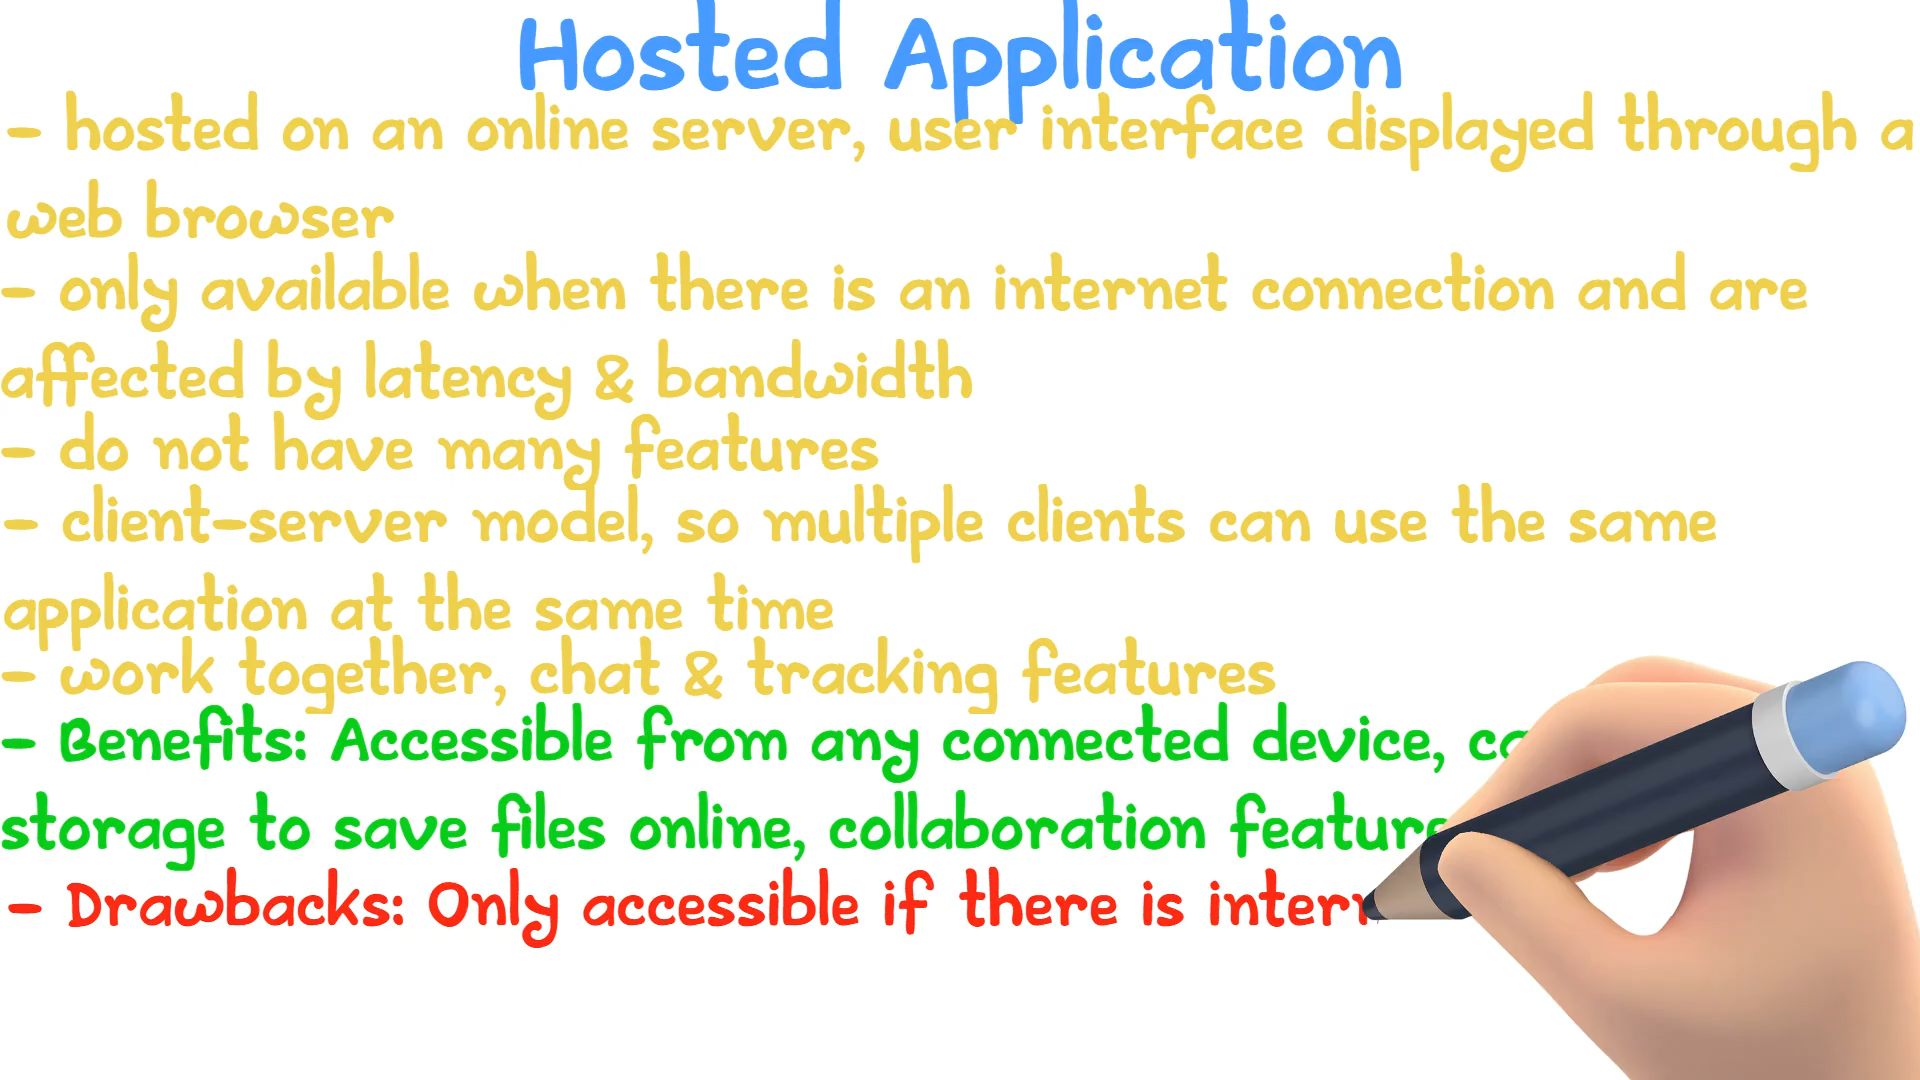 Hosted Application
- hosted on an online server, user interface displayed through a
web browser
- only available when there is an internet connection and are
affected by latency & bandwidth
- do not have many features
- client-server model, so multiple clients can use the same
application at the same time
- work together, chat & tracking features
- Benefits: Accessible from any connected device,
storage to save files online, collaboration
- Drawbacks: Only accessible if there is